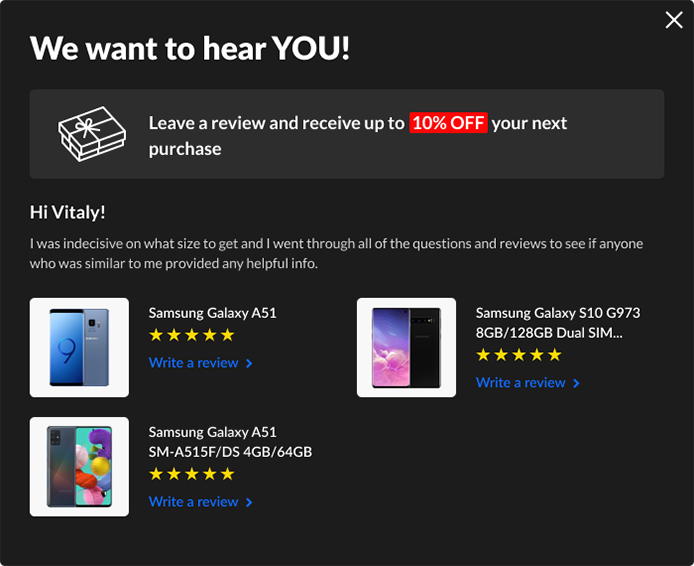 We want to hear YOU!
Leave a review and receive up to 10% OFF your next
purchase
Hi Vitaly!
I was indecisive on what size to get and I went through all of the questions and reviews to see if anyone
who was similar to me provided any helpful info.
Samsung Galaxy A51
Write a review
Samsung Galaxy S10 G973
8GB/128GB Dual SIM...
Write a review
Samsung Galaxy A51
SM-A515F/DS 4GB/64GB
Write a review